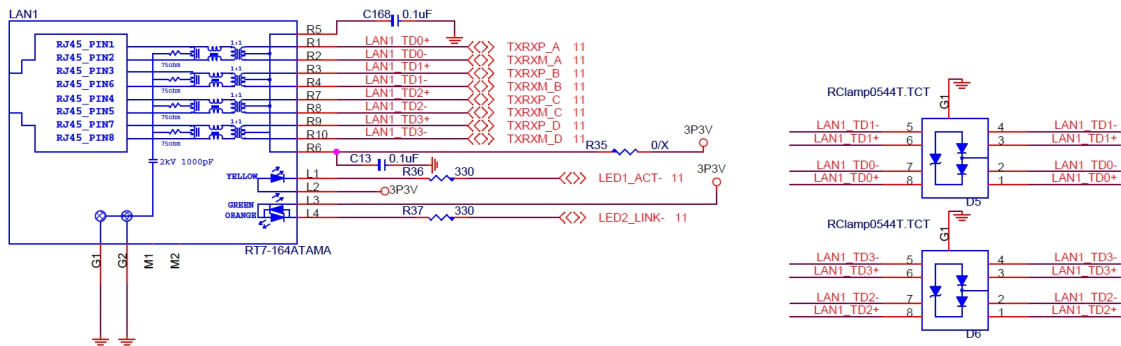 LAN1
C168 0.1uF
R5
RJ45_PIN1 1:1 R1 LAN1_TD0+ TXRXP_A 11
RJ45_PIN2 75ohm R2 LAN1_TD0- TXRXM_A 11
RJ45_PIN3 1:1 R3 LAN1_TD1+ TXRXP_B 11
RJ45_PIN6 75ohm R4 LAN1_TD1- TXRXM_B 11
RJ45_PIN4 1:1 R7 LAN1_TD2+ TXRXP_C 11
RJ45_PIN5 75ohm R8 LAN1_TD2- TXRXM_C 11
RJ45_PIN7 1:1 R9 LAN1_TD3+ TXRXP_D 11
RJ45_PIN8 75ohm R10 LAN1_TD3- TXRXM_D 11
R6 R35 0/X 3P3V
2kV 1000pF C13 0.1uF 3P3V
YELLOW L1 R36 330 LED1_ACT- 11
L2 3P3V
GREEN L3
ORANGE L4 R37 330 LED2_LINK- 11
RT7-164ATAMA
G1 G2 M1 M2
RClamp0544T.TCT
G1
LAN1_TD1- 5 4 LAN1_TD1-
LAN1_TD1+ 6 3 LAN1_TD1+
LAN1_TD0- 7 2 LAN1_TD0-
LAN1_TD0+ 8 1 LAN1_TD0+
D5
RClamp0544T.TCT
G1
LAN1_TD3- 5 4 LAN1_TD3-
LAN1_TD3+ 6 3 LAN1_TD3+
LAN1_TD2- 7 2 LAN1_TD2-
LAN1_TD2+ 8 1 LAN1_TD2+
D6